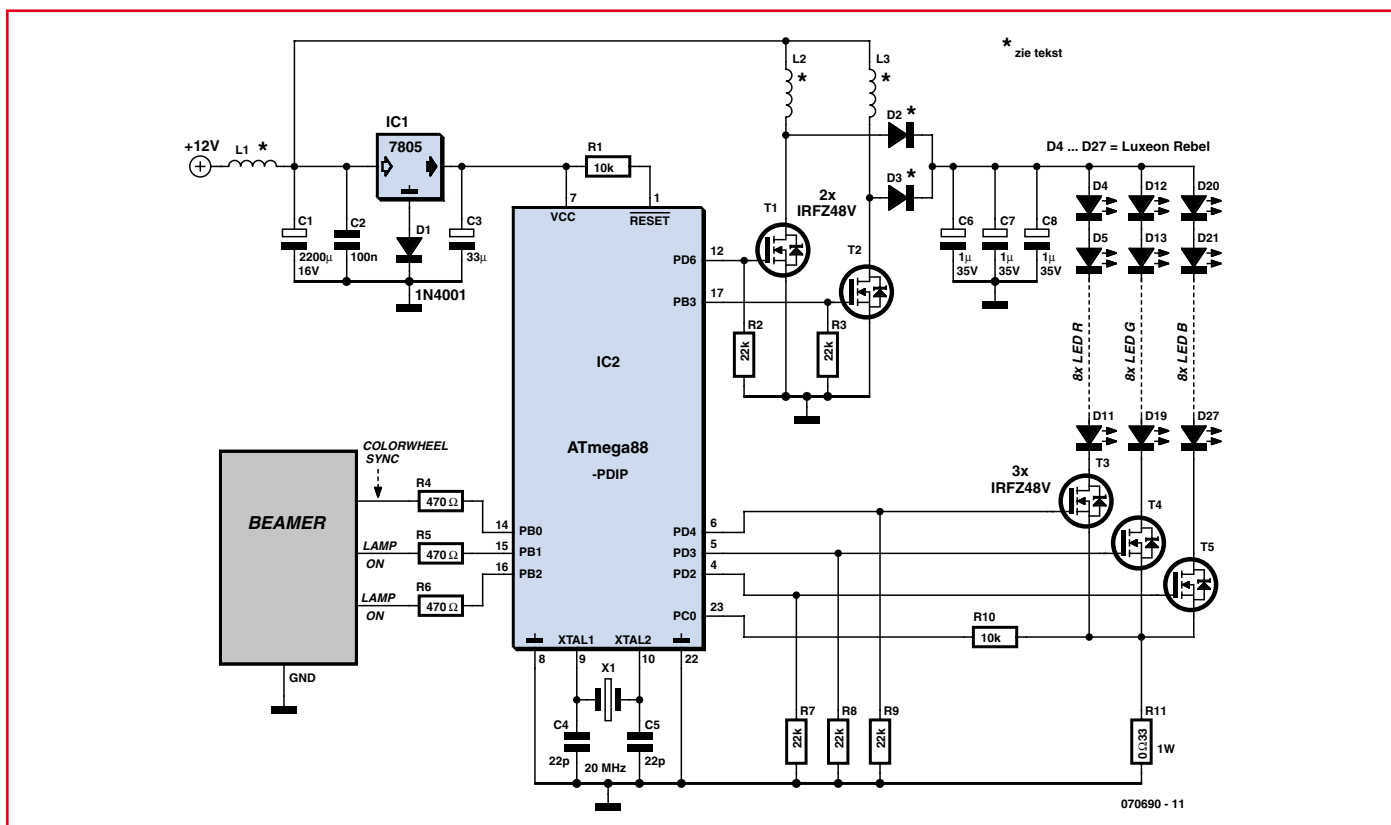 * zie tekst
L2
*
L3
*
IC1
7805
+12V
L1 *
R1
10k
D2 *
D3 *
D4 ... D27 = Luxeon Rebel
C1
2200µ
16V
C2
100n
D1
1N4001
C3
33µ
7
VCC
1
RESET
T1
2x
IRFZ48V
T2
C6
1µ
35V
C7
1µ
35V
C8
1µ
35V
D4
D12
D20
D5
D13
D21
PD6
12
PB3
17
R2
22k
R3
22k
8x LED R
8x LED G
8x LED B
IC2
ATmega88
-PDIP
D11
D19
D27
COLORWHEEL
SYNC
BEAMER
R4
470 Ω
14
PB0
LAMP
ON
R5
470 Ω
15
PB1
LAMP
ON
R6
470 Ω
16
PB2
GND
3x
IRFZ48V
T3
T4
T5
PD4
6
PD3
5
PD2
4
PC0
23
R10
10k
XTAL1
XTAL2
8
9
10
22
X1
C4
22p
20 MHz
C5
22p
R7
22k
R8
22k
R9
22k
R11
0Ω33
1W
070690 - 11